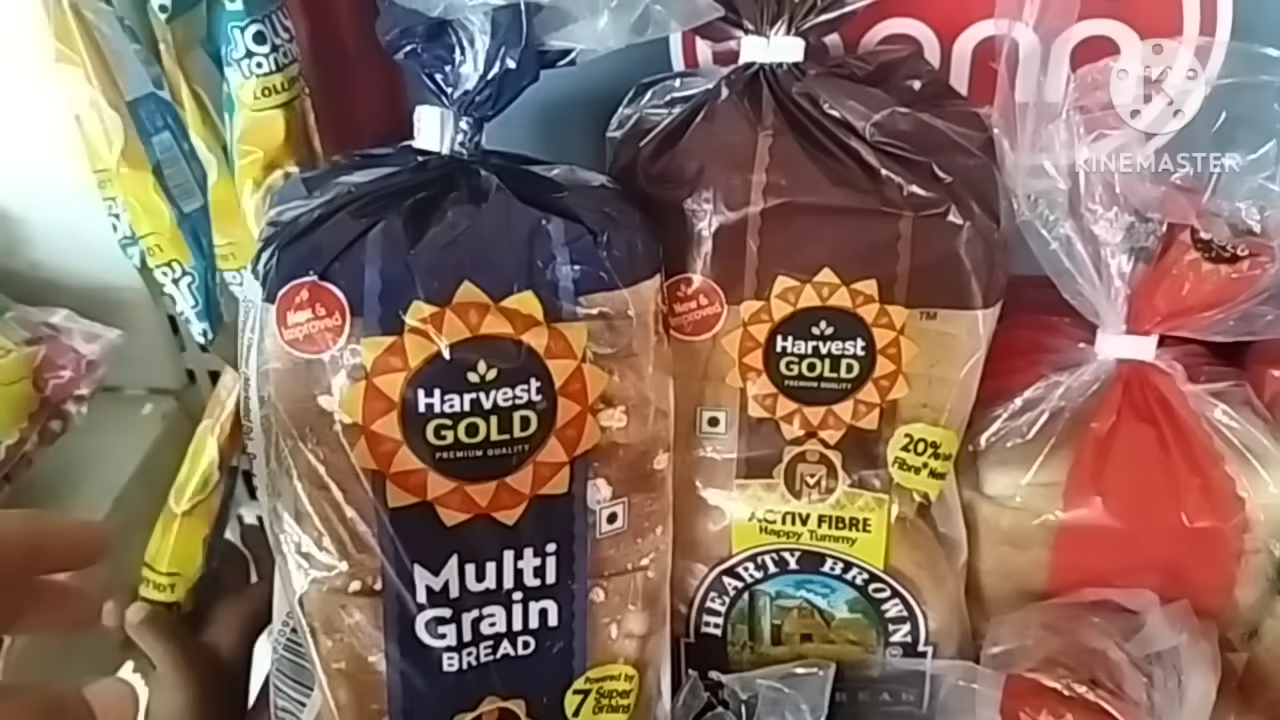 JOLLY
rancher
LOLLI
KINEMASTER
New &
Improved
Harvest
GOLD
PREMIUM QUALITY
Multi
Grain
BREAD
Powered by
7 Super
Grains
New &
Improved
TM
Harvest
GOLD
PREMIUM QUALITY
20%
Fibre*
ACTIV FIBRE
Happy Tummy
HEARTY BROWN